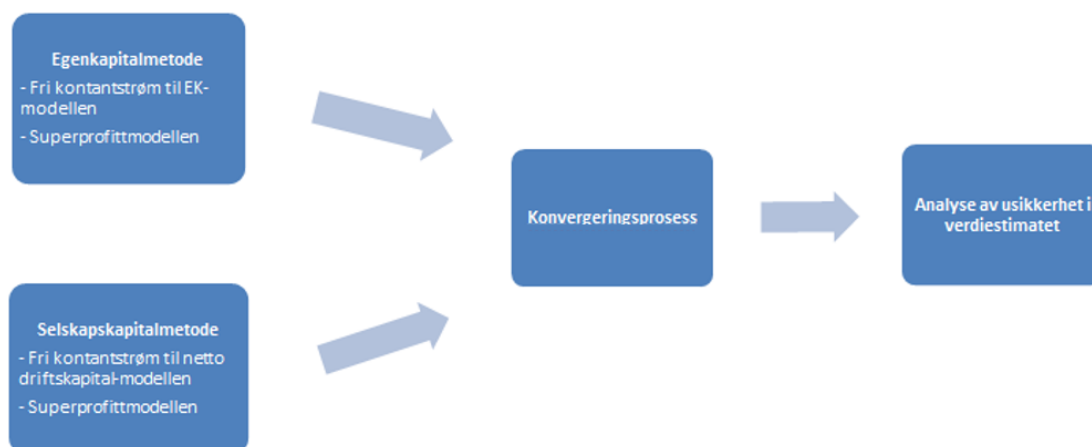 Egenkapitalmetode
- Fri kontantstrøm til EK-
modellen
- Superprofittmodellen
Selskapskapitalmetode
- Fri kontantstrøm til netto
driftskapital-modellen
- Superprofittmodellen
Konvergeringsprosess
Analyse av usikkerhet i
verdiestimatet